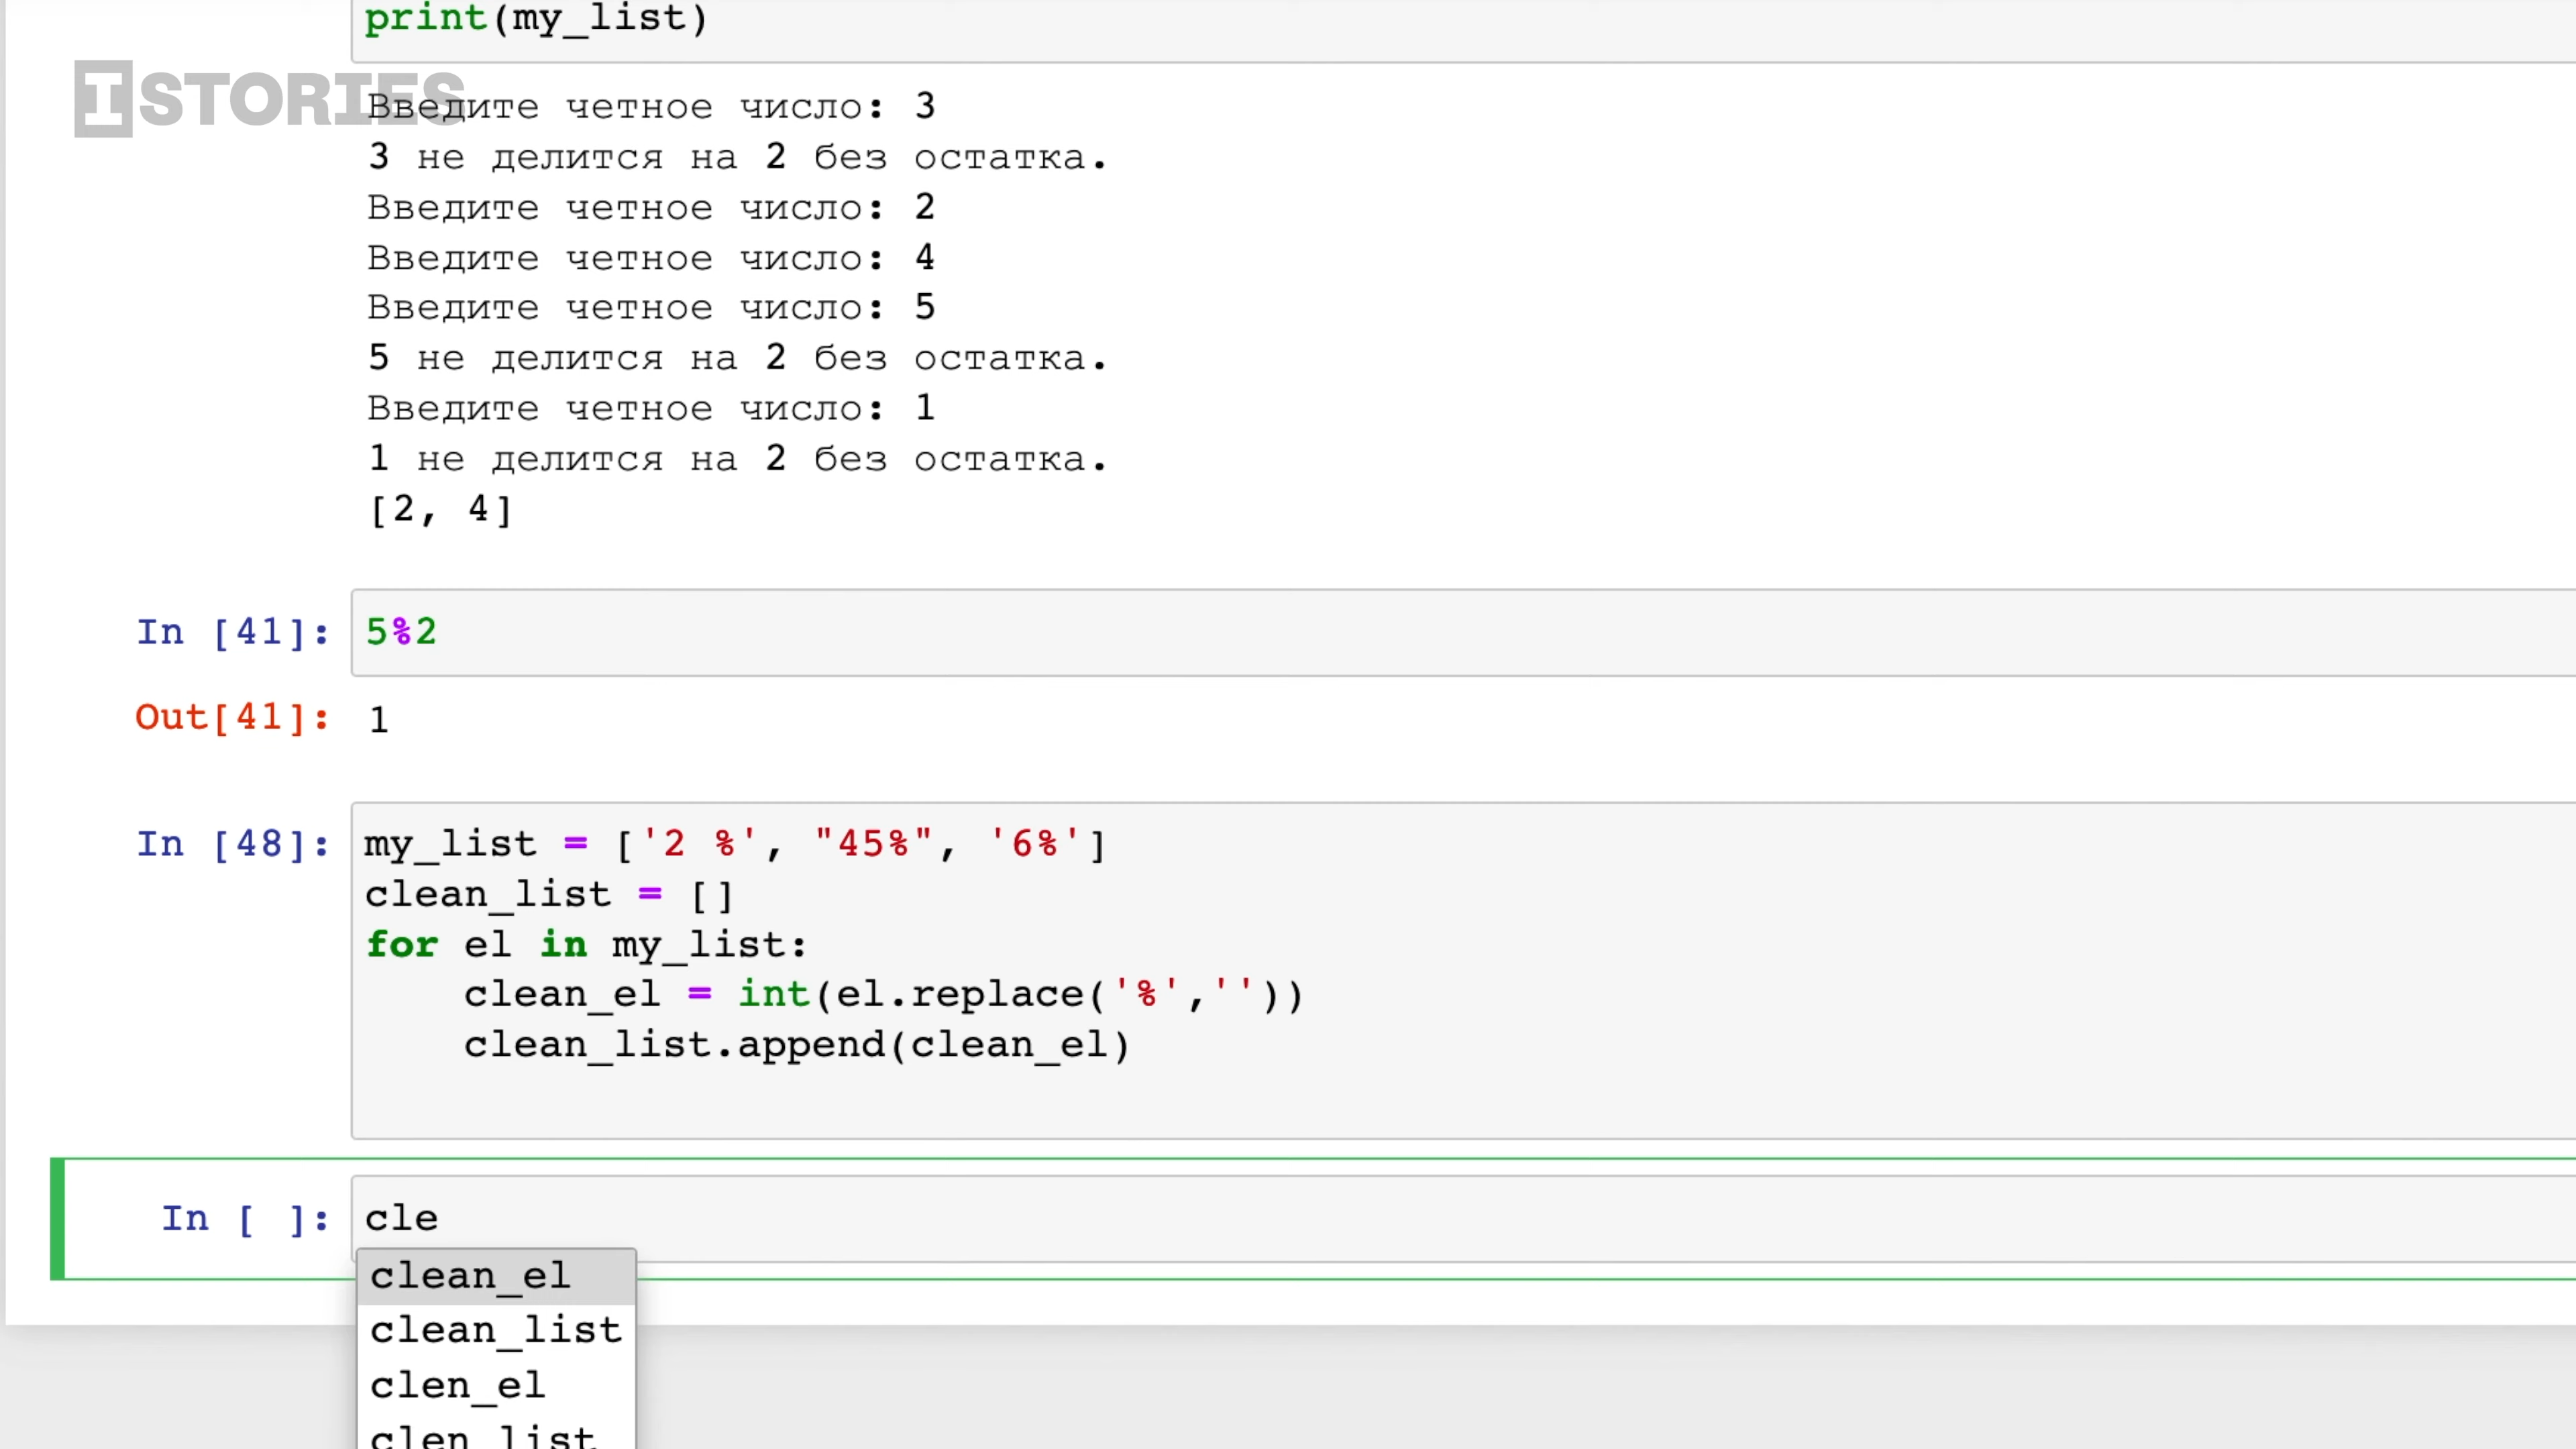 print(my_list)
ISTORIES
Введите четное число: 3
3 не делится на 2 без остатка.
Введите четное число: 2
Введите четное число: 4
Введите четное число: 5
5 не делится на 2 без остатка.
Введите четное число: 1
1 не делится на 2 без остатка.
[2, 4]
In [41]: 5%2
Out[41]: 1
In [48]: my_list = ['2 %', "45%", '6%']
clean_list = []
for el in my_list:
    clean_el = int(el.replace('%',''))
    clean_list.append(clean_el)
In [ ]: cle
clean_el
clean_list
clen_el
clen_list